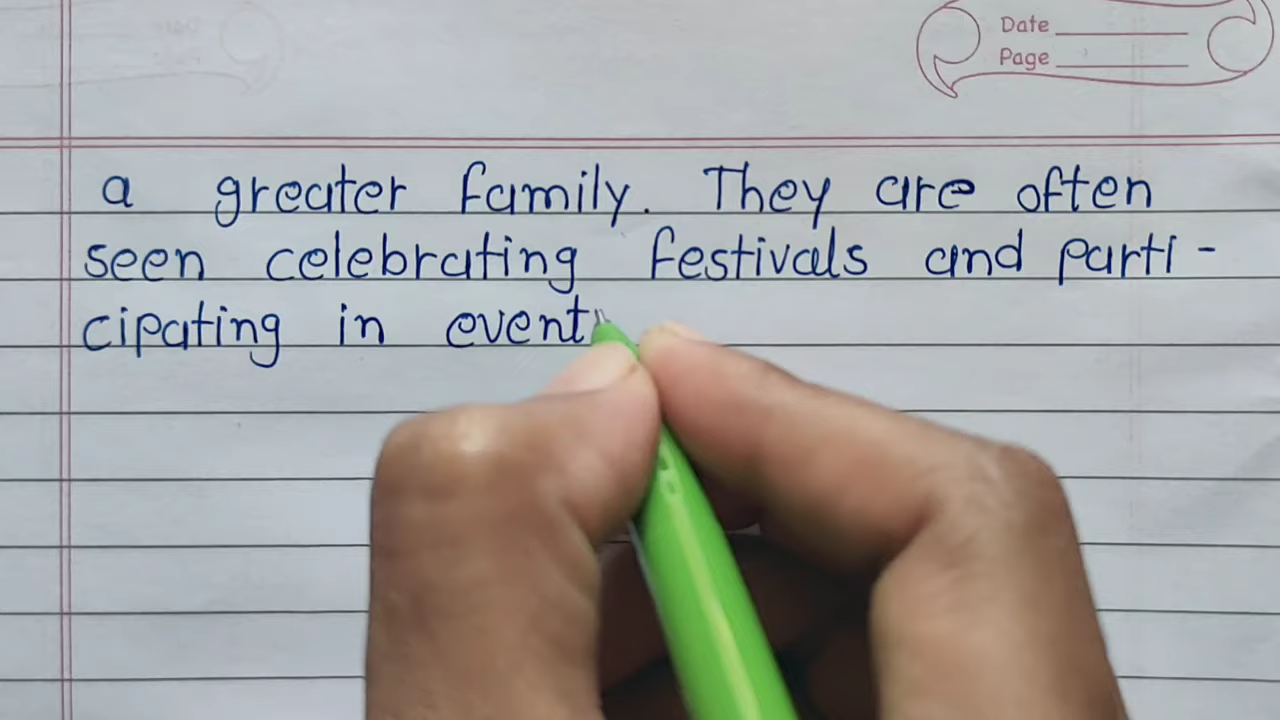 Date
Page
a greater family. They are often
seen celebrating festivals and parti-
cipating in event